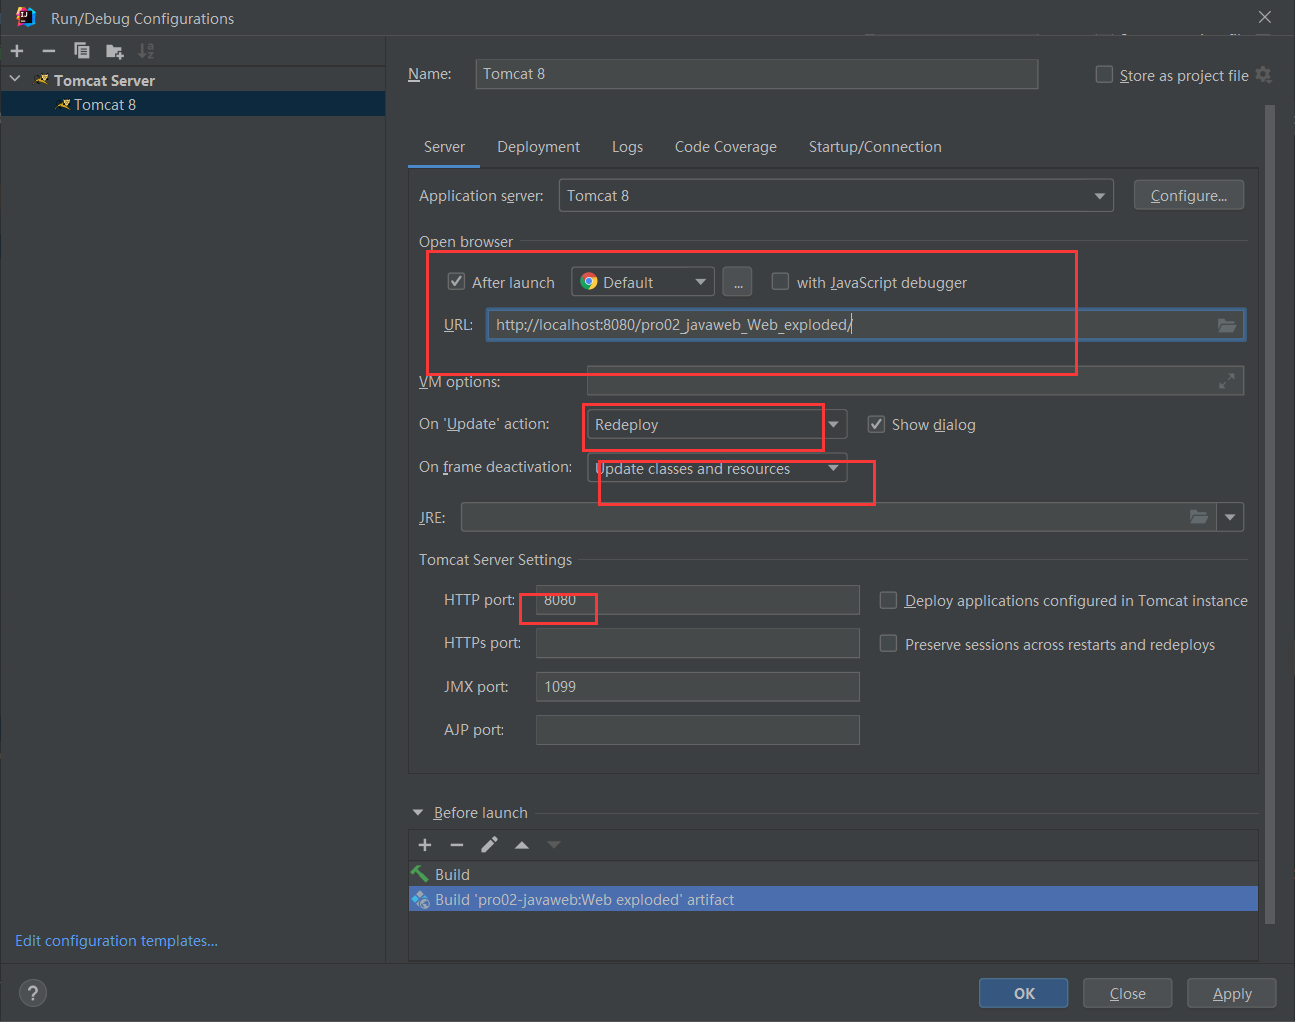 Run/Debug Configurations
Tomcat Server
Tomcat 8
Name: Tomcat 8 Store as project file
Server Deployment Logs Code Coverage Startup/Connection
Application server: Tomcat 8 Configure...
Open browser
After launch Default ... with JavaScript debugger
URL: http://localhost:8080/pro02_javaweb_Web_exploded/
VM options:
On 'Update' action: Redeploy Show dialog
On frame deactivation: Update classes and resources
JRE:
Tomcat Server Settings
HTTP port: 8080 Deploy applications configured in Tomcat instance
HTTPs port: Preserve sessions across restarts and redeploys
JMX port: 1099
AJP port:
Before launch
Build
Build 'pro02-javaweb:Web exploded' artifact
Edit configuration templates...
? OK Close Apply